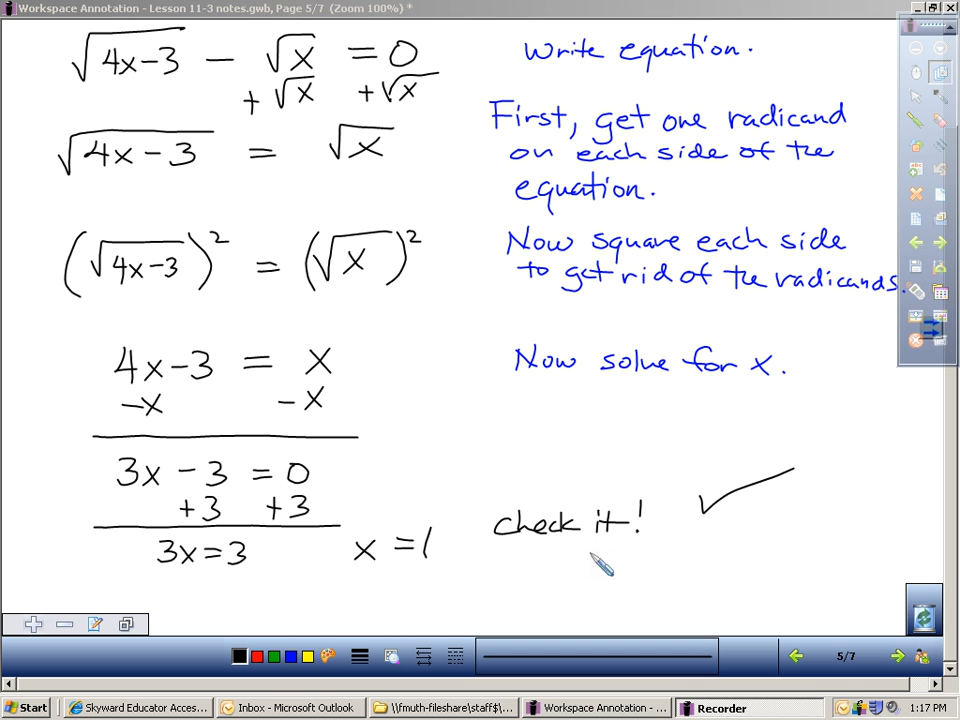 Workspace Annotation - Lesson 11-3 notes.gwb, Page 5/7 (Zoom 100%) *
√4x-3 - √x = 0
+√x +√x
Write equation.
√4x-3 = √x
First, get one radicand
on each side of the
equation.
(√4x-3)² = (√x)²
Now square each side
to get rid of the radicands.
4x-3 = x
-x -x
Now solve for x.
3x - 3 = 0
+3 +3
3x = 3 x = 1
check it! ✓
5/7
Start
Skyward Educator Acces...
Inbox - Microsoft Outlook
\\fmuth-fileshare\staff$\...
Workspace Annotation - ...
Recorder
1:17 PM